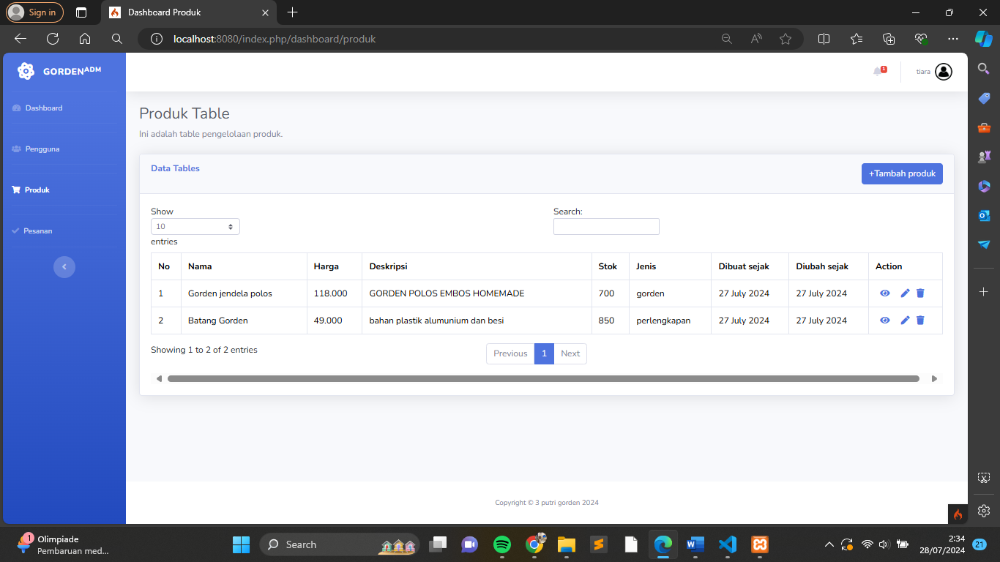 Sign in
Dashboard Produk
localhost:8080/index.php/dashboard/produk
GORDENADM
1
tiara
Dashboard
Pengguna
Produk
Pesanan
Produk Table
Ini adalah table pengelolaan produk.
Data Tables
+Tambah produk
Show
10
entries
Search:
No Nama Harga Deskripsi Stok Jenis Dibuat sejak Diubah sejak Action
1 Gorden jendela polos 118.000 GORDEN POLOS EMBOS HOMEMADE 700 gorden 27 July 2024 27 July 2024
2 Batang Gorden 49.000 bahan plastik alumunium dan besi 850 perlengkapan 27 July 2024 27 July 2024
Showing 1 to 2 of 2 entries
Previous 1 Next
Copyright © 3 putri gorden 2024
1
Olimpiade
Pembaruan med...
Search
2:34
28/07/2024
21